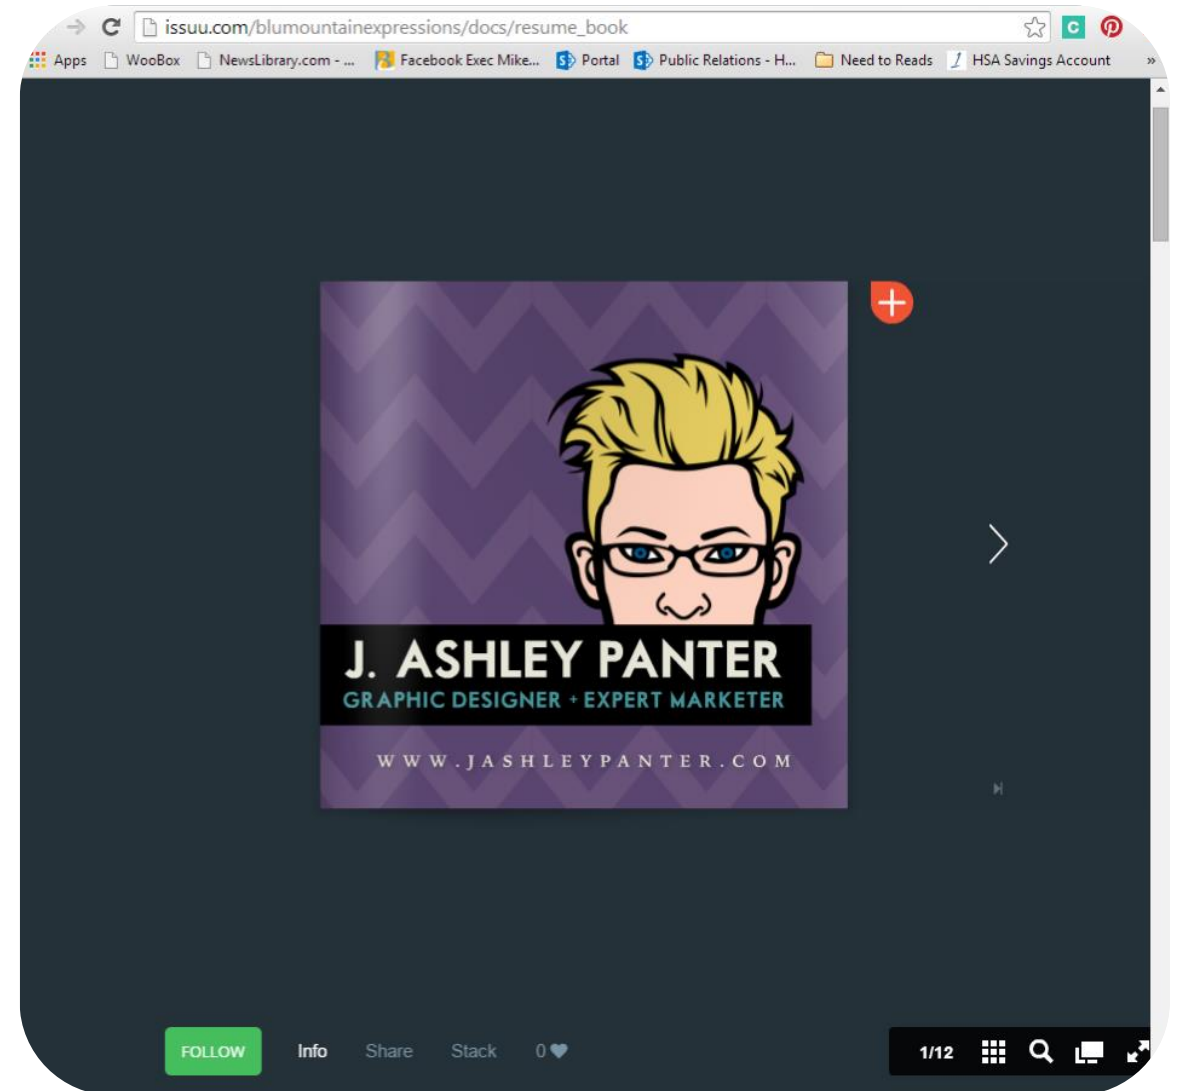 issuu.com/blumountainexpressions/docs/resume_book
Apps WooBox NewsLibrary.com - ... Facebook Exec Mike... Portal Public Relations - H... Need to Reads HSA Savings Account »
J. ASHLEY PANTER
GRAPHIC DESIGNER + EXPERT MARKETER
WWW.JASHLEYPANTER.COM
FOLLOW Info Share Stack 0 1/12